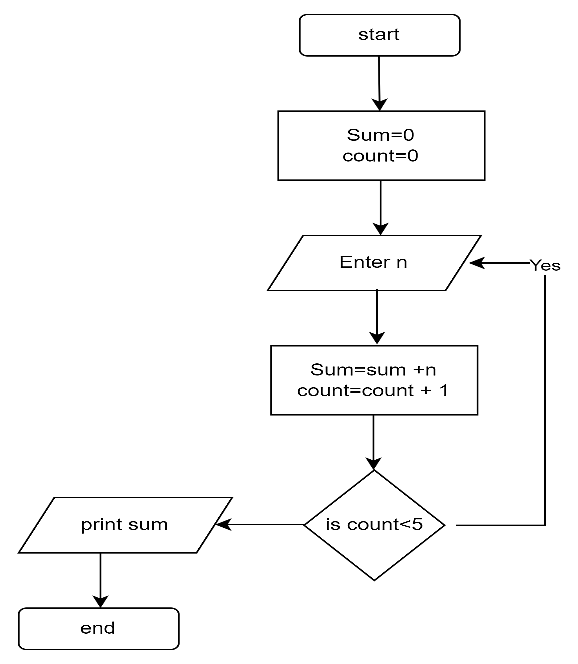 start
Sum=0
count=0
Enter n
Yes
Sum=sum +n
count=count + 1
is count<5
print sum
end